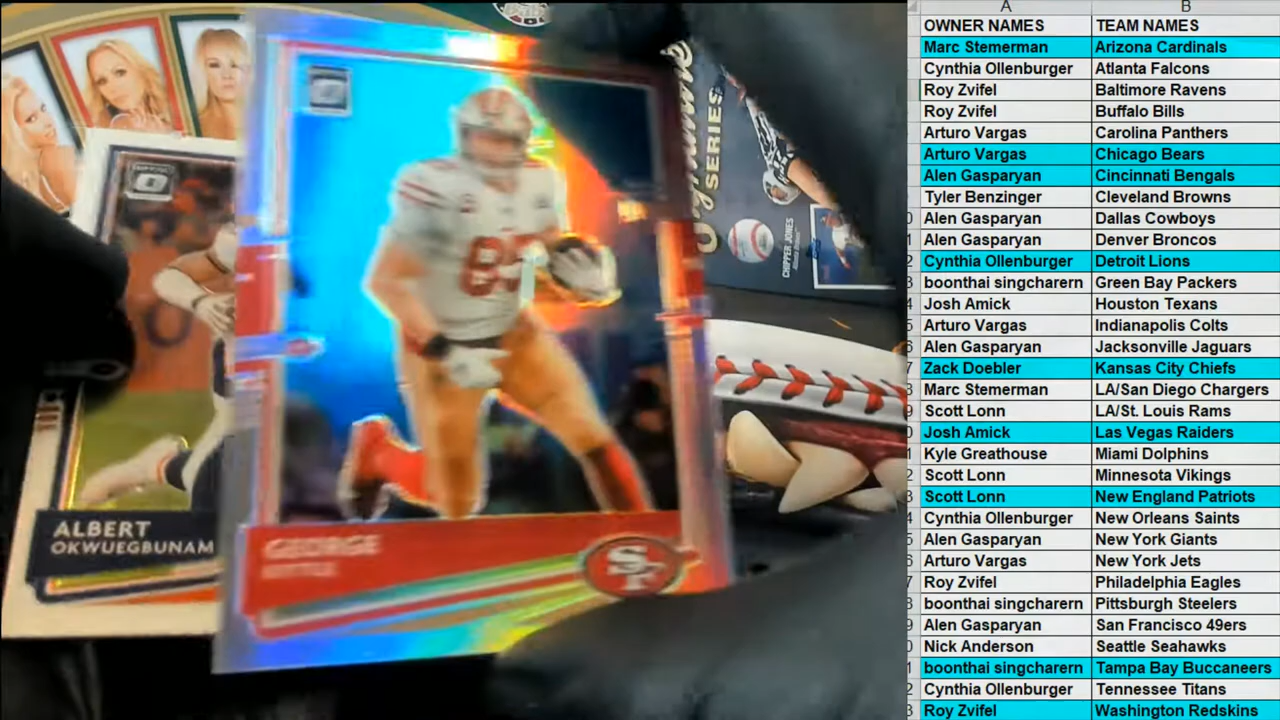 ALBERT
OKWUEGBUNAM
GEORGE
KITTLE
SF
85
SERIES
CHIPPER JONES
A B
OWNER NAMES TEAM NAMES
Marc Stemerman Arizona Cardinals
Cynthia Ollenburger Atlanta Falcons
Roy Zvifel Baltimore Ravens
Roy Zvifel Buffalo Bills
Arturo Vargas Carolina Panthers
Arturo Vargas Chicago Bears
Alen Gasparyan Cincinnati Bengals
Tyler Benzinger Cleveland Browns
Alen Gasparyan Dallas Cowboys
Alen Gasparyan Denver Broncos
Cynthia Ollenburger Detroit Lions
boonthai singcharern Green Bay Packers
Josh Amick Houston Texans
Arturo Vargas Indianapolis Colts
Alen Gasparyan Jacksonville Jaguars
Zack Doebler Kansas City Chiefs
Marc Stemerman LA/San Diego Chargers
Scott Lonn LA/St. Louis Rams
Josh Amick Las Vegas Raiders
Kyle Greathouse Miami Dolphins
Scott Lonn Minnesota Vikings
Scott Lonn New England Patriots
Cynthia Ollenburger New Orleans Saints
Alen Gasparyan New York Giants
Arturo Vargas New York Jets
Roy Zvifel Philadelphia Eagles
boonthai singcharern Pittsburgh Steelers
Alen Gasparyan San Francisco 49ers
Nick Anderson Seattle Seahawks
boonthai singcharern Tampa Bay Buccaneers
Cynthia Ollenburger Tennessee Titans
Roy Zvifel Washington Redskins